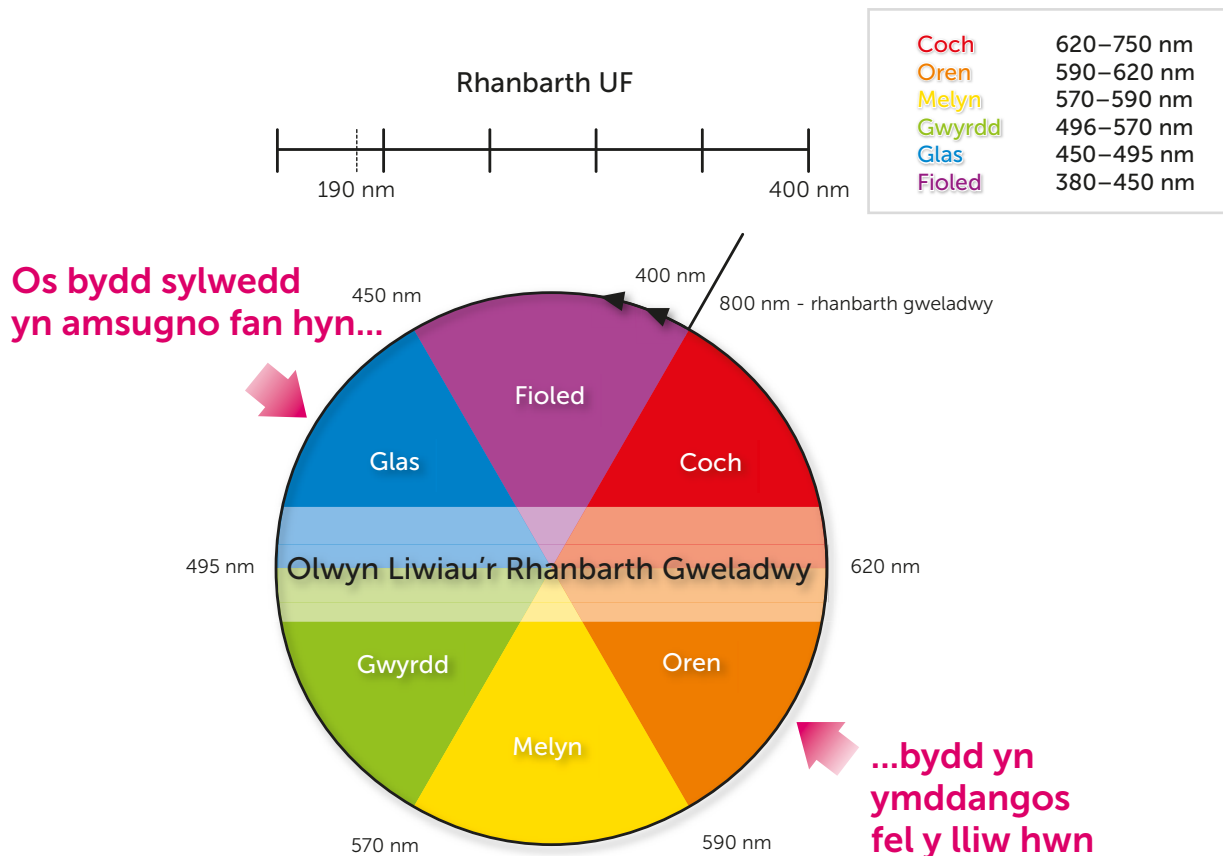 Rhanbarth UF
190 nm
400 nm
Coch 620–750 nm
Oren 590–620 nm
Melyn 570–590 nm
Gwyrdd 496–570 nm
Glas 450–495 nm
Fioled 380–450 nm
Os bydd sylwedd
yn amsugno fan hyn...
450 nm
400 nm
800 nm - rhanbarth gweladwy
Fioled
Glas
Coch
495 nm
Olwyn Liwiau'r Rhanbarth Gweladwy
620 nm
Gwyrdd
Oren
Melyn
570 nm
590 nm
...bydd yn
ymddangos
fel y lliw hwn